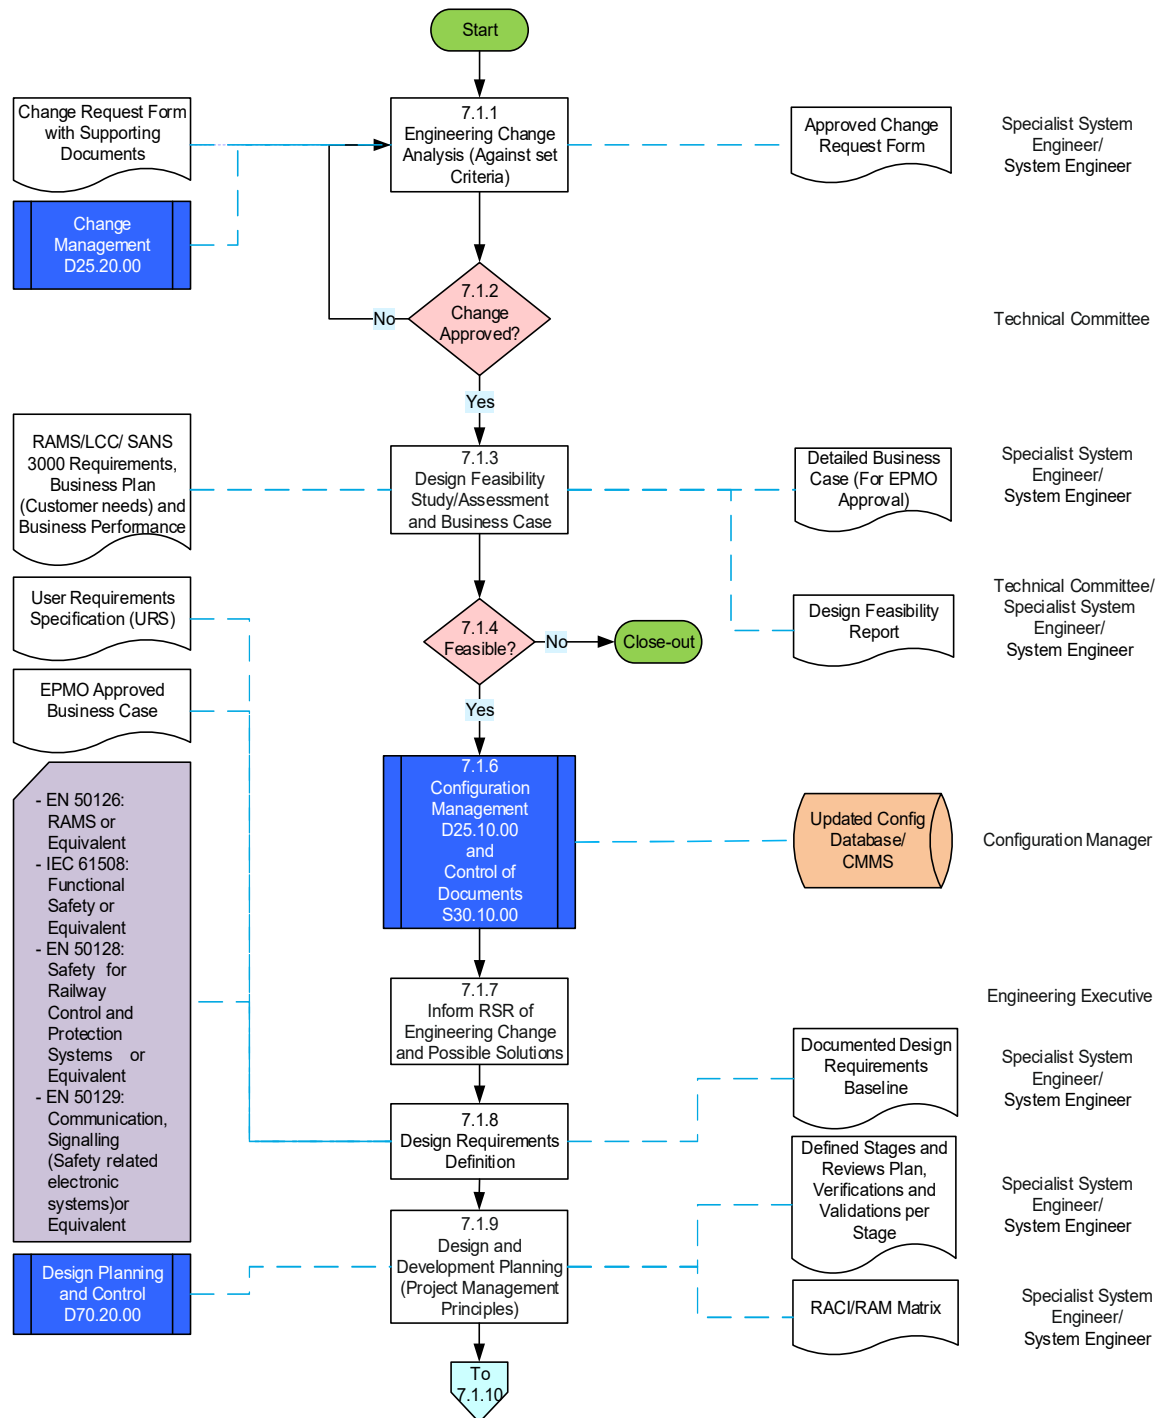 Start
Change Request Form
with Supporting
Documents
7.1.1
Engineering Change
Analysis (Against set
Criteria)
Approved Change
Request Form
Specialist System
Engineer/
System Engineer
Change
Management
D25.20.00
7.1.2
Change
Approved?
No
Technical Committee
Yes
RAMS/LCC/ SANS
3000 Requirements,
Business Plan
(Customer needs) and
Business Performance
7.1.3
Design Feasibility
Study/Assessment
and Business Case
Detailed Business
Case (For EPMO
Approval)
Specialist System
Engineer/
System Engineer
User Requirements
Specification (URS)
7.1.4
Feasible?
No
Close-out
Design Feasibility
Report
Technical Committee/
Specialist System
Engineer/
System Engineer
EPMO Approved
Business Case
Yes
7.1.6
Configuration
Management
D25.10.00
and
Control of
Documents
S30.10.00
Updated Config
Database/
CMMS
Configuration Manager
- EN 50126:
RAMS or
Equivalent
- IEC 61508:
Functional
Safety or
Equivalent
- EN 50128:
Safety for
Railway
Control and
Protection
Systems or
Equivalent
- EN 50129:
Communication,
Signalling
(Safety related
electronic
systems)or
Equivalent
7.1.7
Inform RSR of
Engineering Change
and Possible Solutions
Engineering Executive
7.1.8
Design Requirements
Definition
Documented Design
Requirements
Baseline
Specialist System
Engineer/
System Engineer
Defined Stages and
Reviews Plan,
Verifications and
Validations per
Stage
Specialist System
Engineer/
System Engineer
Design Planning
and Control
D70.20.00
7.1.9
Design and
Development Planning
(Project Management
Principles)
RACI/RAM Matrix
Specialist System
Engineer/
System Engineer
To
7.1.10